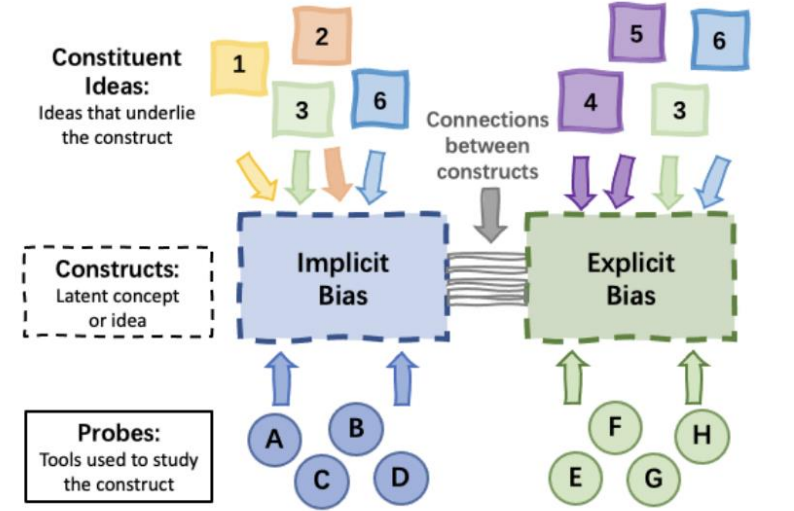 Constituent
Ideas:
Ideas that underlie
the construct
1
2
3
6
5
6
4
3
Connections
between
constructs
Constructs:
Latent concept
or idea
Implicit
Bias
Explicit
Bias
Probes:
Tools used to study
the construct
A
B
C
D
E
F
G
H